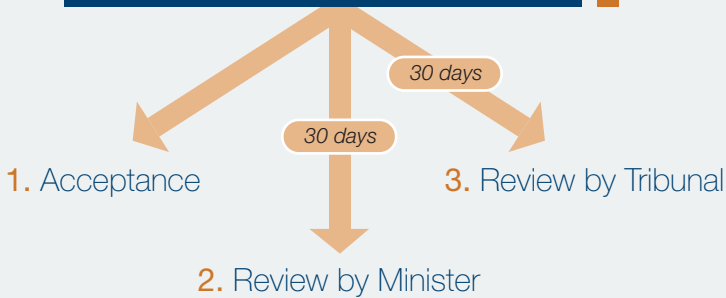 30 days
30 days
1. Acceptance
3. Review by Tribunal
2. Review by Minister